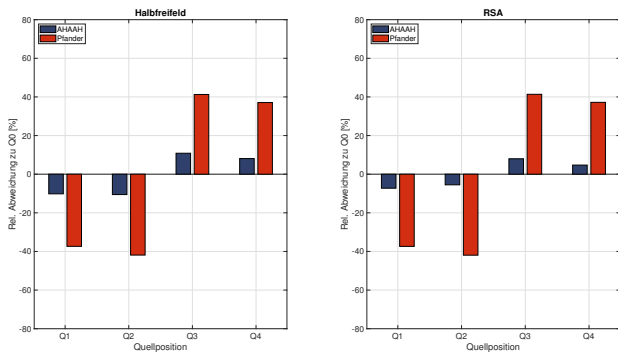 Halbfreifeld
AHAAH
Pfander
80
60
40
20
0
-20
-40
-60
-80
Rel. Abweichung zu Q0 [%]
Q1 Q2 Q3 Q4
Quellposition
RSA
AHAAH
Pfander
80
60
40
20
0
-20
-40
-60
-80
Rel. Abweichung zu Q0 [%]
Q1 Q2 Q3 Q4
Quellposition